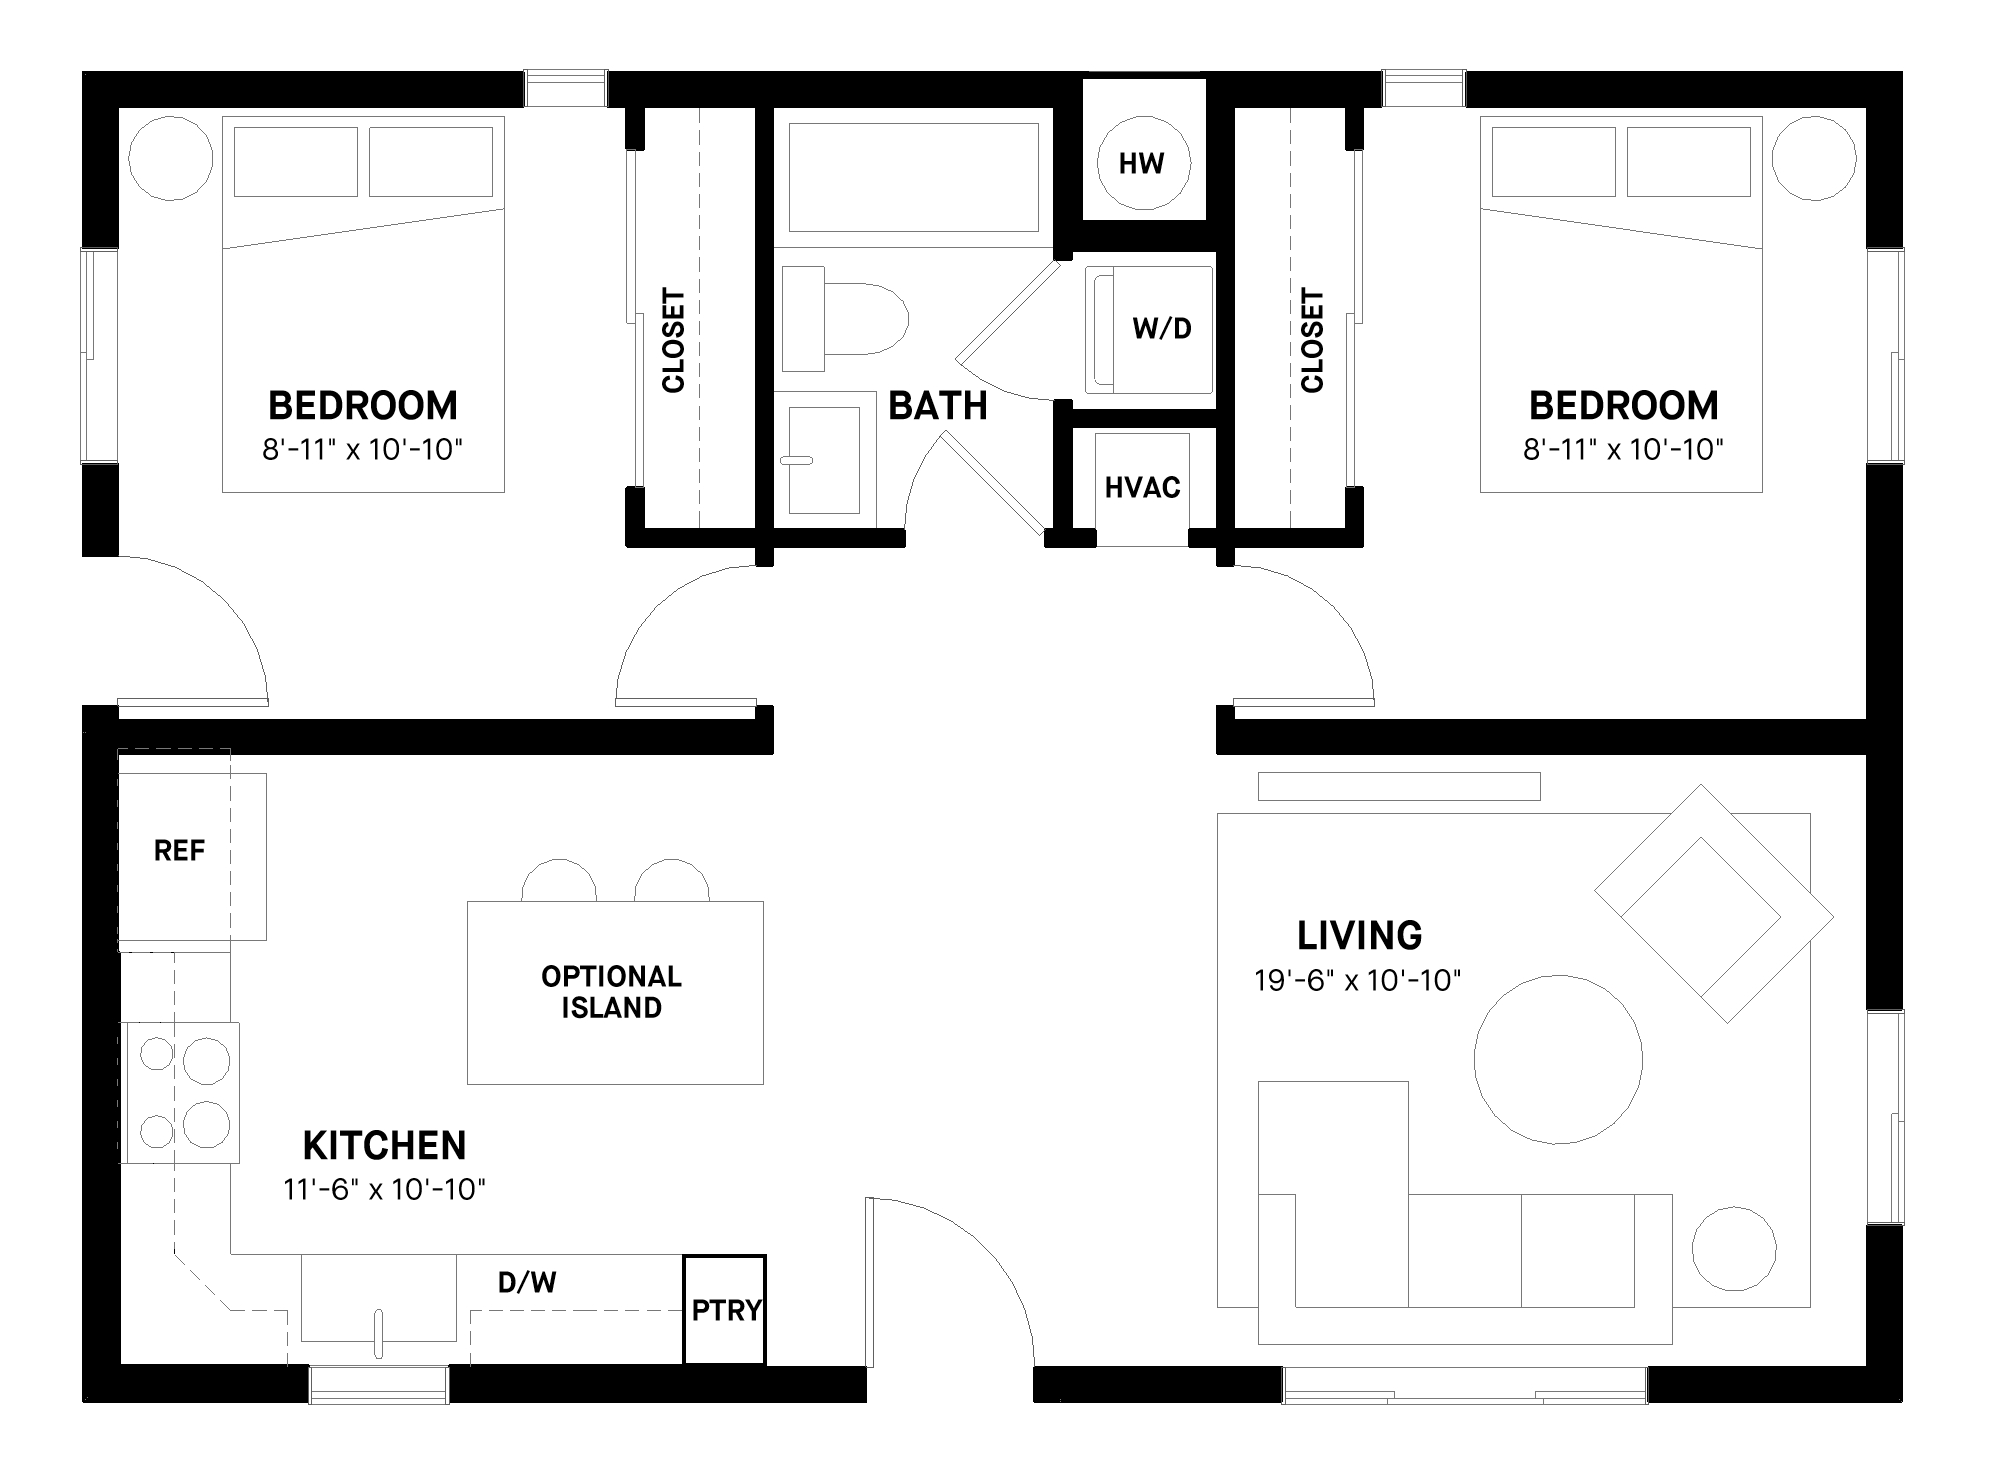 HW
CLOSET
W/D
CLOSET
BEDROOM
8'-11" x 10'-10"
BATH
BEDROOM
8'-11" x 10'-10"
HVAC
REF
OPTIONAL
ISLAND
LIVING
19'-6" x 10'-10"
KITCHEN
11'-6" x 10'-10"
D/W
PTRY